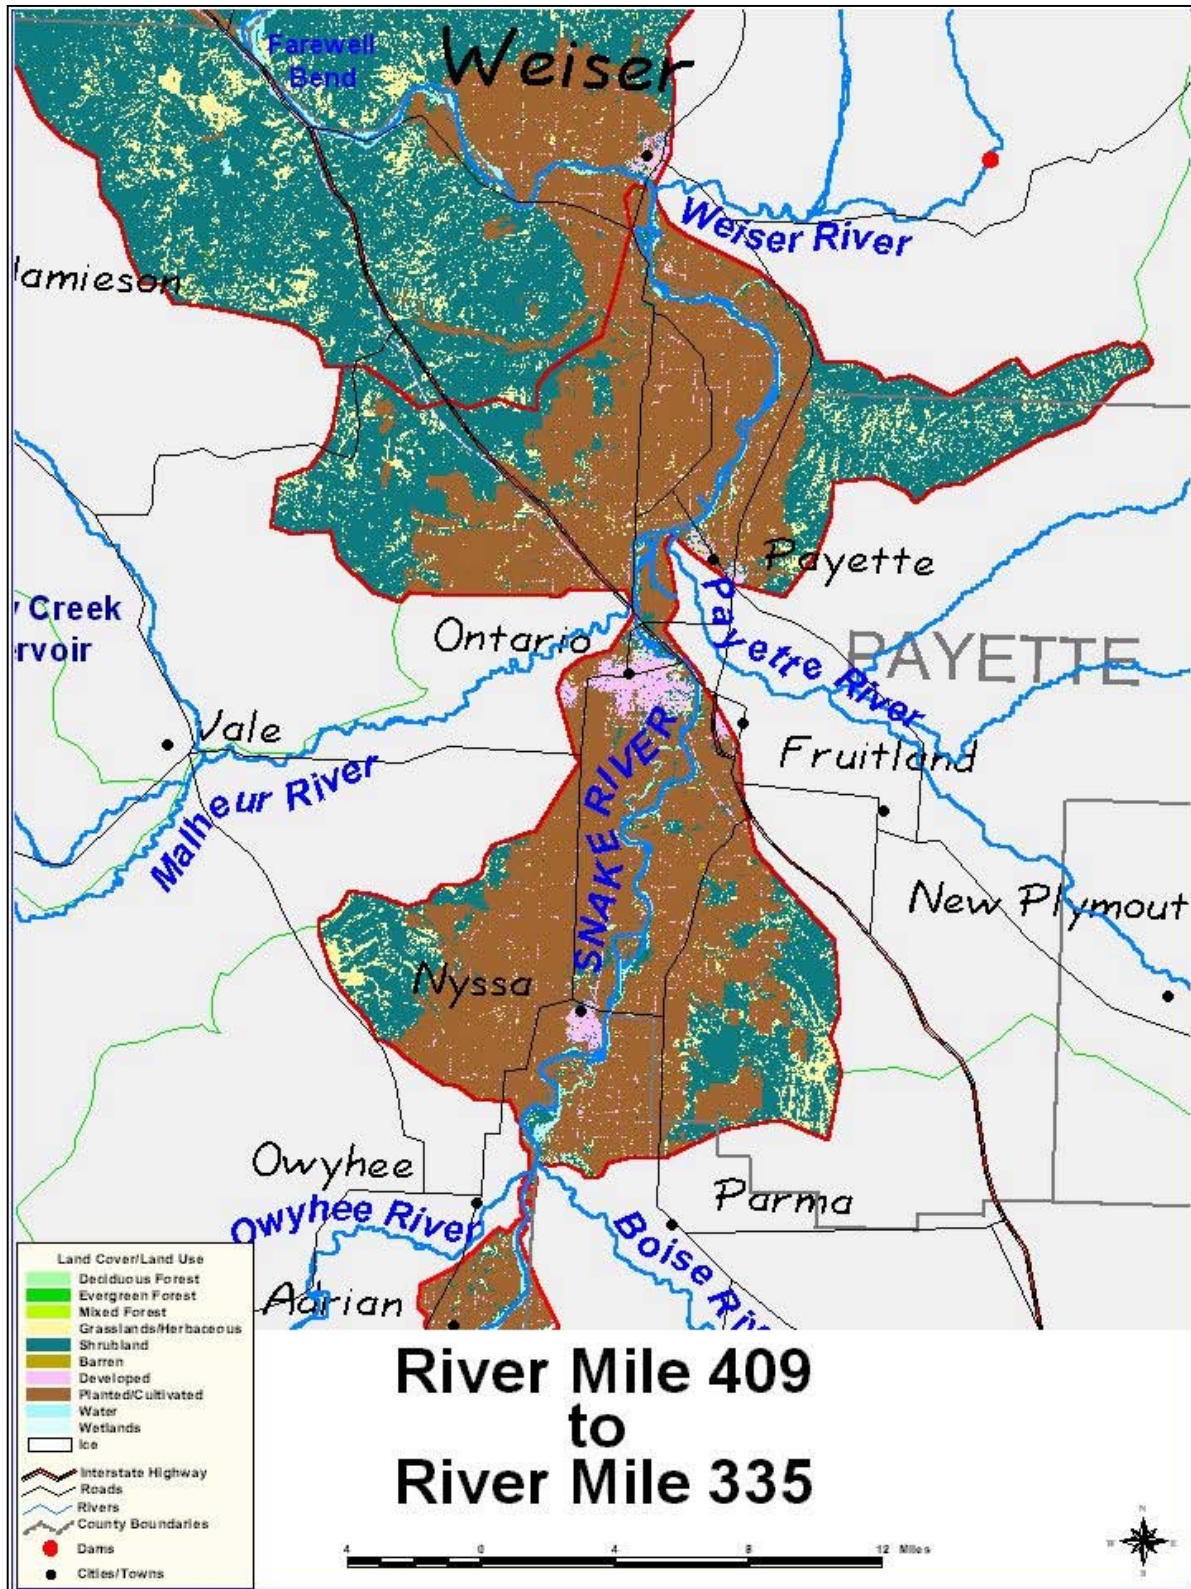 Farewell
Bend
Weiser
Weiser River
Jamieson
Payette
Creek
Ontario
Payette River
PAYETTE
Vale
Malheur River
SNAKE RIVER
Fruitland
New Plymout
Nyssa
Owyhee
Owyhee River
Parma
Boise
Adrian
Land Cover/Land Use
Deciduous Forest
Evergreen Forest
Mixed Forest
Grasslands/Herbaceous
Shrubland
Barren
Developed
Planted/Cultivated
Water
Wetlands
Ice
Interstate Highway
Roads
Rivers
County Boundaries
Dams
Cities/Towns
River Mile 409
to
River Mile 335
4 0 4 8 12 Miles
N
W E
S